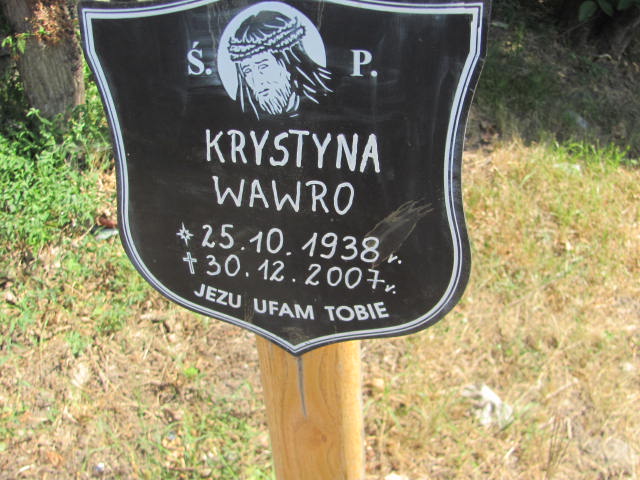 Ś. P.
KRYSTYNA
WAWRO
* 25.10.1938 r.
† 30.12.2007 r.
JEZU UFAM TOBIE